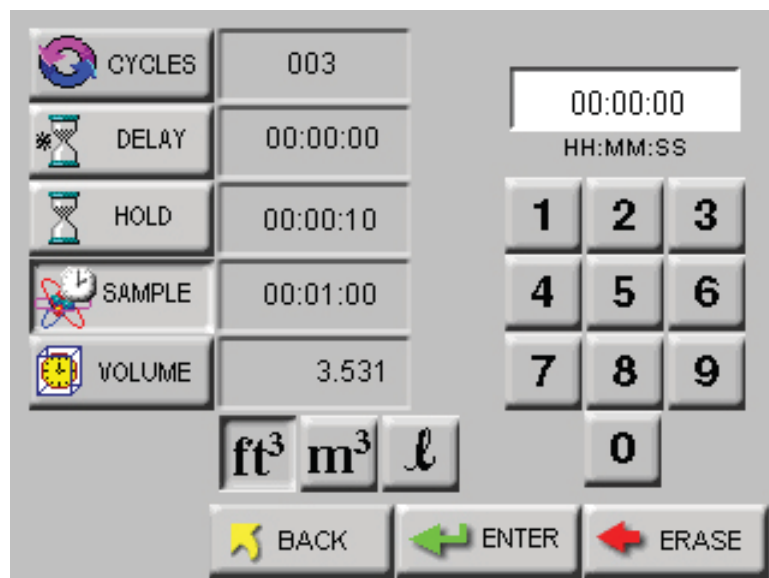 CYCLES 003
00:00:00
HH:MM:SS
DELAY 00:00:00
HOLD 00:00:10
SAMPLE 00:01:00
VOLUME 3.531
1 2 3
4 5 6
7 8 9
0
ft³ m³ ℓ
BACK ENTER ERASE